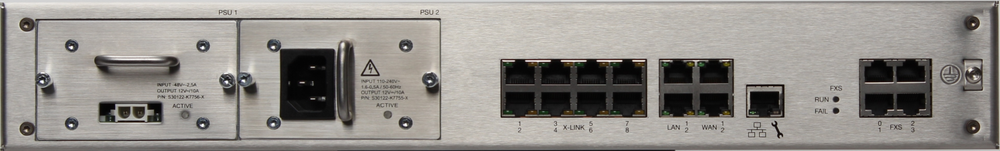 PSU 1
PSU 2
INPUT -48V⎓2,5A
OUTPUT 12V⎓/10A
P/N: S30122-K7756-X
ACTIVE
INPUT 110-240V~
1.6-0,5A / 50-60Hz
OUTPUT 12V⎓/10A
P/N: S30122-K7755-X
ACTIVE
1 3 5 7
2 4 X-LINK 6 8
LAN 1 WAN 1
2 2
FXS
RUN
FAIL
0 FXS 2
1 3